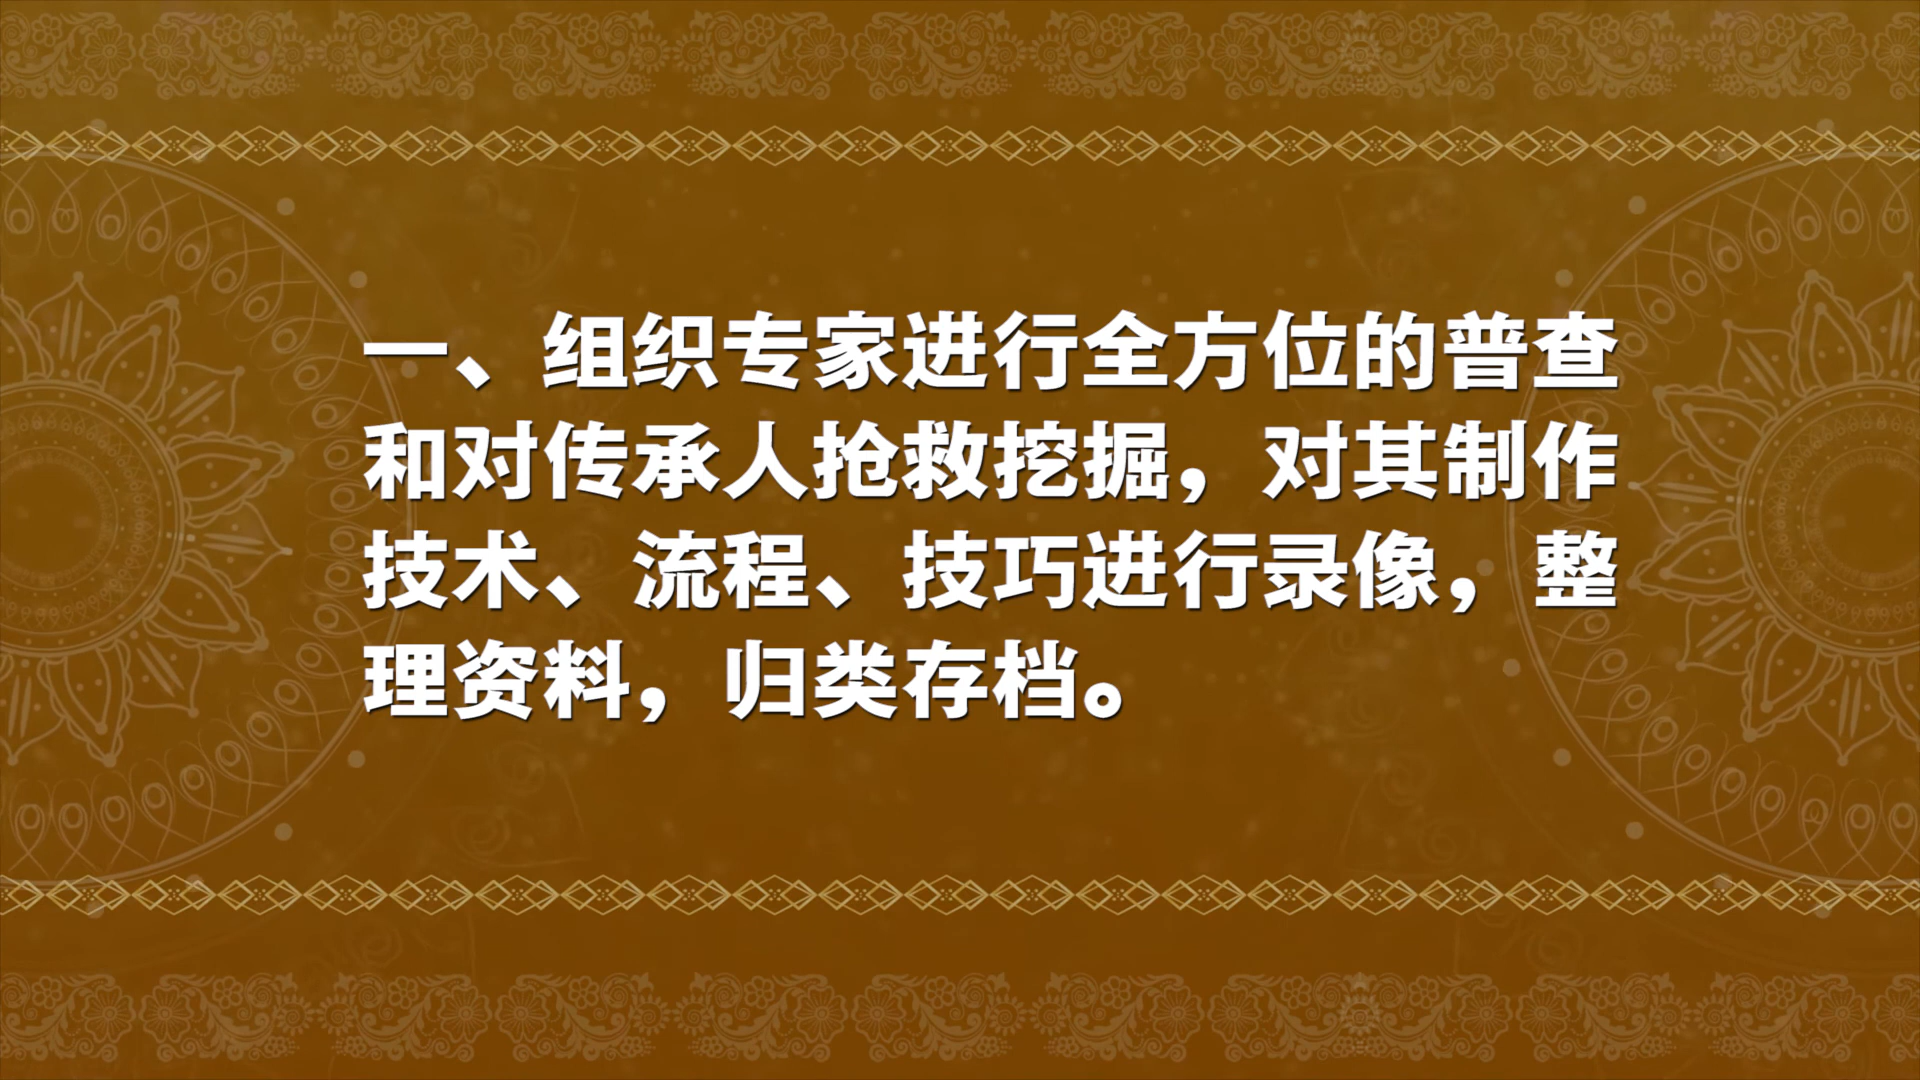 一、组织专家进行全方位的普查
和对传承人抢救挖掘，对其制作
技术、流程、技巧进行录像，整
理资料，归类存档。